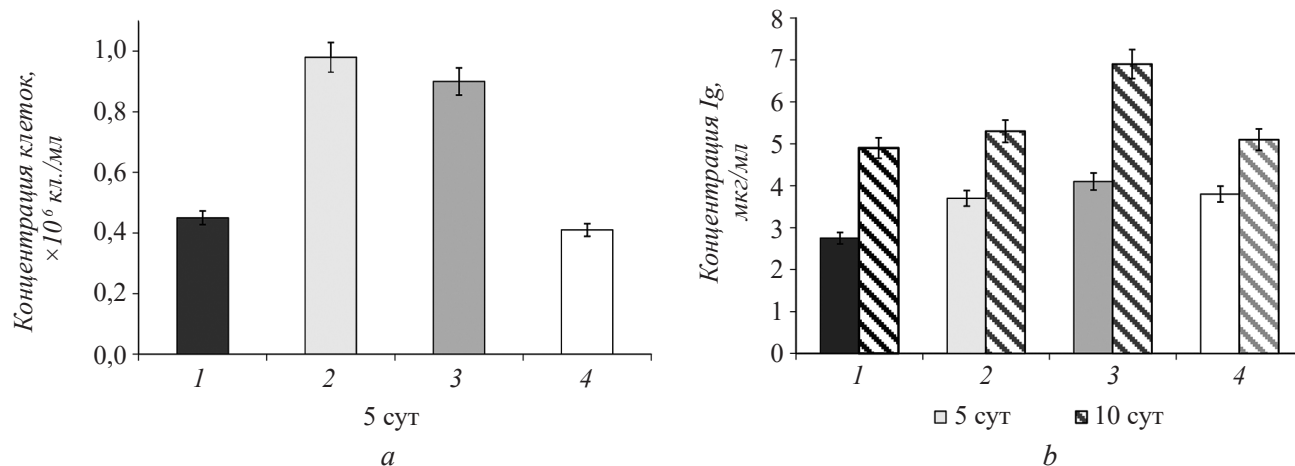 Концентрация клеток,
×10⁶ кл./мл
1,0
0,8
0,6
0,4
0,2
0,0
1 2 3 4
5 сут
a
Концентрация Ig,
мкг/мл
8
7
6
5
4
3
2
1
0
1 2 3 4
5 сут 10 сут
b